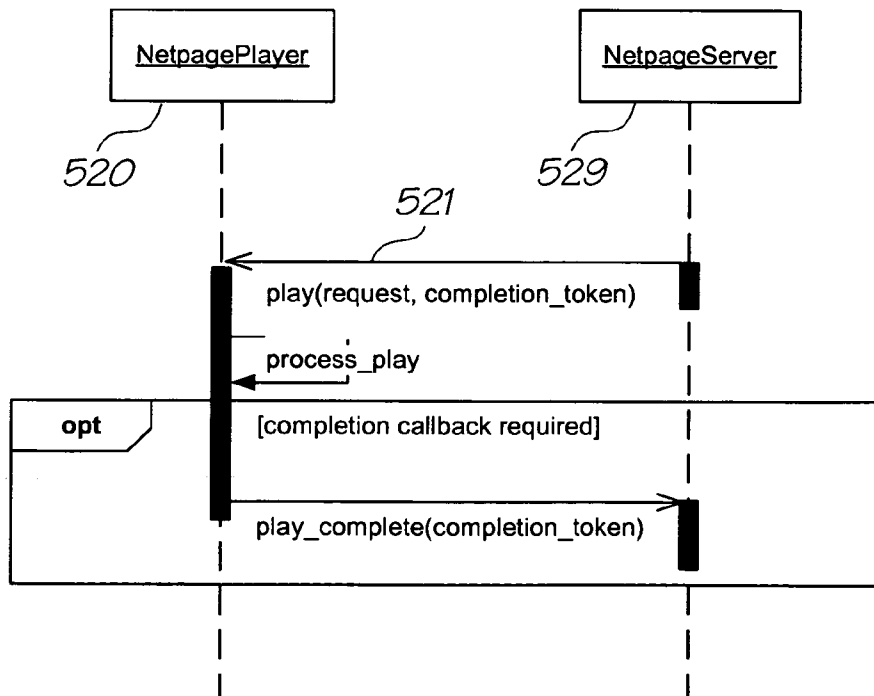 NetpagePlayer
NetpageServer
520
529
521
play(request, completion_token)
process_play
opt
[completion callback required]
play_complete(completion_token)